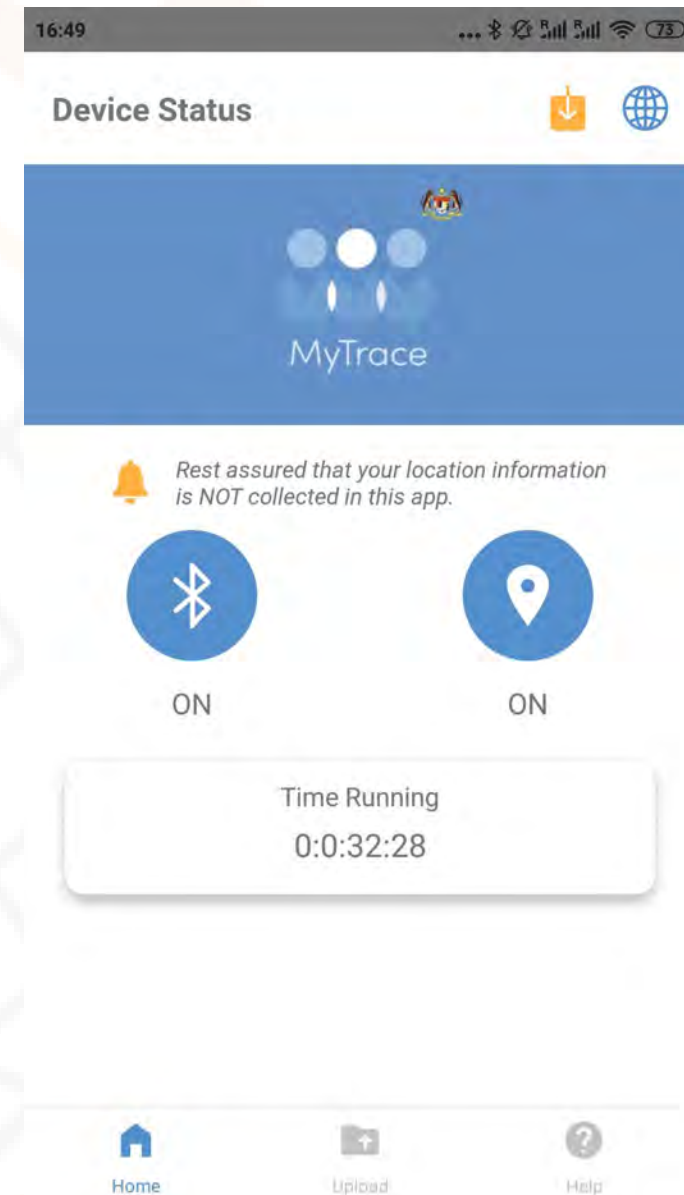 16:49
73
Device Status
MyTrace
Rest assured that your location information
is NOT collected in this app.
ON
ON
Time Running
0:0:32:28
Home
Upload
Help